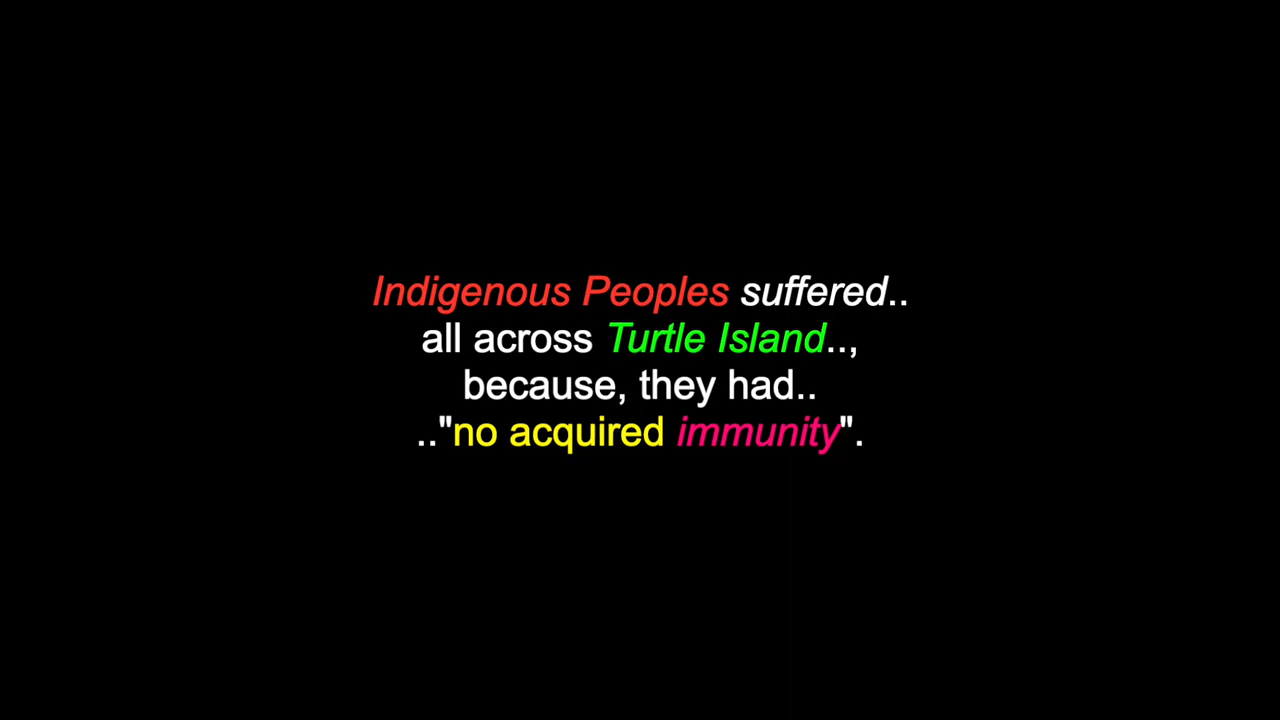 Indigenous Peoples suffered..
all across Turtle Island..,
because, they had..
.."no acquired immunity".